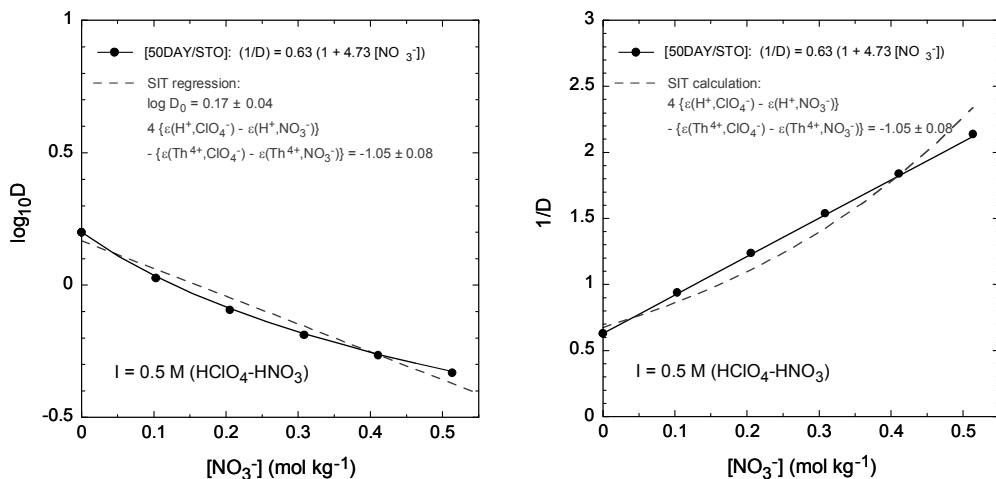 1
0.5
0
-0.5
log₁₀D
[50DAY/STO]: (1/D) = 0.63 (1 + 4.73 [NO ₃⁻])
SIT regression:
log D₀ = 0.17 ± 0.04
4 {ε(H⁺,ClO₄⁻) - ε(H⁺,NO₃⁻)}
- {ε(Th⁴⁺,ClO₄⁻) - ε(Th⁴⁺,NO₃⁻)} = -1.05 ± 0.08
I = 0.5 M (HClO₄-HNO₃)
0 0.1 0.2 0.3 0.4 0.5
[NO₃⁻] (mol kg⁻¹)
3
2.5
2
1.5
1
0.5
0
1/D
[50DAY/STO]: (1/D) = 0.63 (1 + 4.73 [NO ₃⁻])
SIT calculation:
4 {ε(H⁺,ClO₄⁻) - ε(H⁺,NO₃⁻)}
- {ε(Th⁴⁺,ClO₄⁻) - ε(Th⁴⁺,NO₃⁻)} = -1.05 ± 0.08
I = 0.5 M (HClO₄-HNO₃)
0 0.1 0.2 0.3 0.4 0.5
[NO₃⁻] (mol kg⁻¹)